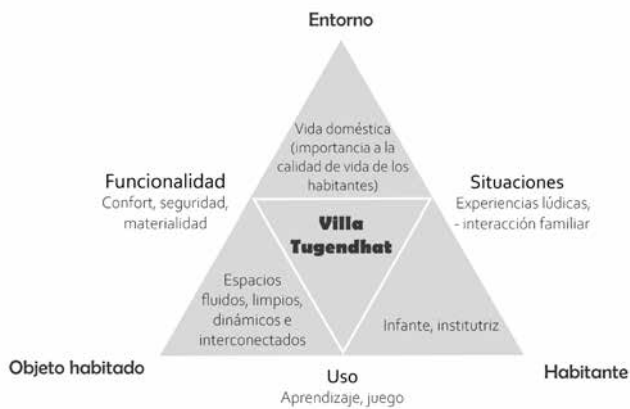 Entorno
Vida doméstica
(importancia a la
calidad de vida de los
habitantes)
Funcionalidad
Confort, seguridad,
materialidad
Situaciones
Experiencias lúdicas,
- interacción familiar
Villa
Tugendhat
Espacios
fluidos, limpios,
dinámicos e
interconectados
Infante, institutriz
Objeto habitado
Uso
Aprendizaje, juego
Habitante